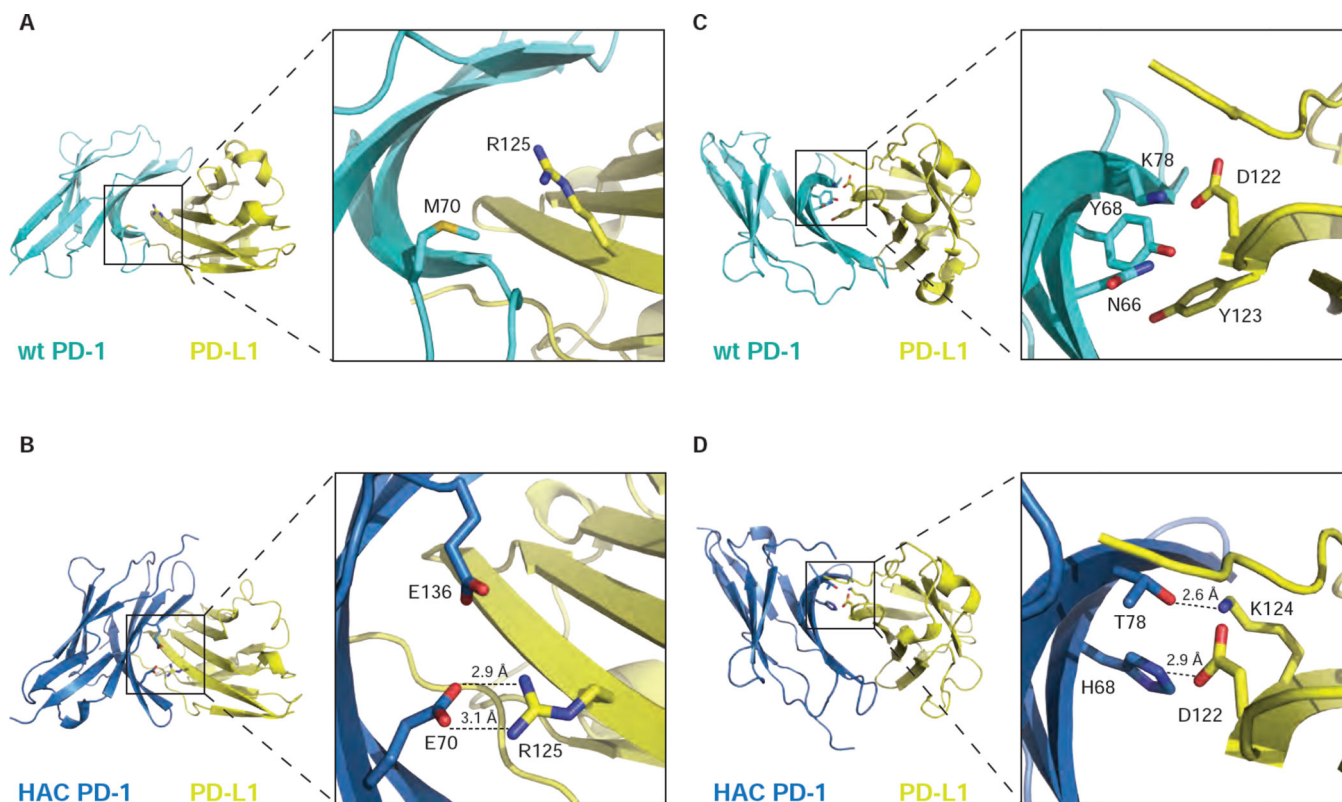 A
R125
M70
wt PD-1 PD-L1
B
E136
2.9 Å
3.1 Å
E70
R125
HAC PD-1 PD-L1
C
K78
D122
Y68
N66
Y123
wt PD-1 PD-L1
D
2.6 Å
K124
T78
2.9 Å
H68
D122
HAC PD-1 PD-L1